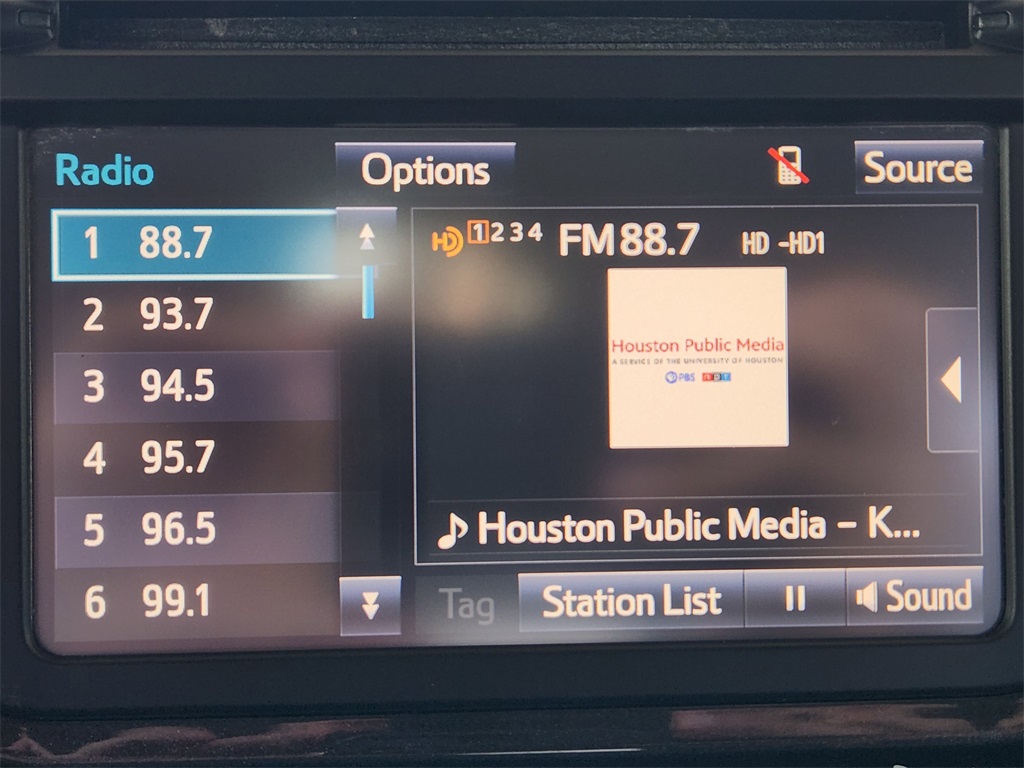 Radio
Options
Source
1 88.7
2 93.7
3 94.5
4 95.7
5 96.5
6 99.1
HD 1 2 3 4 FM 88.7 HD -HD1
Houston Public Media
A SERVICE OF THE UNIVERSITY OF HOUSTON
PBS npr
Houston Public Media – K...
Tag
Station List
Sound